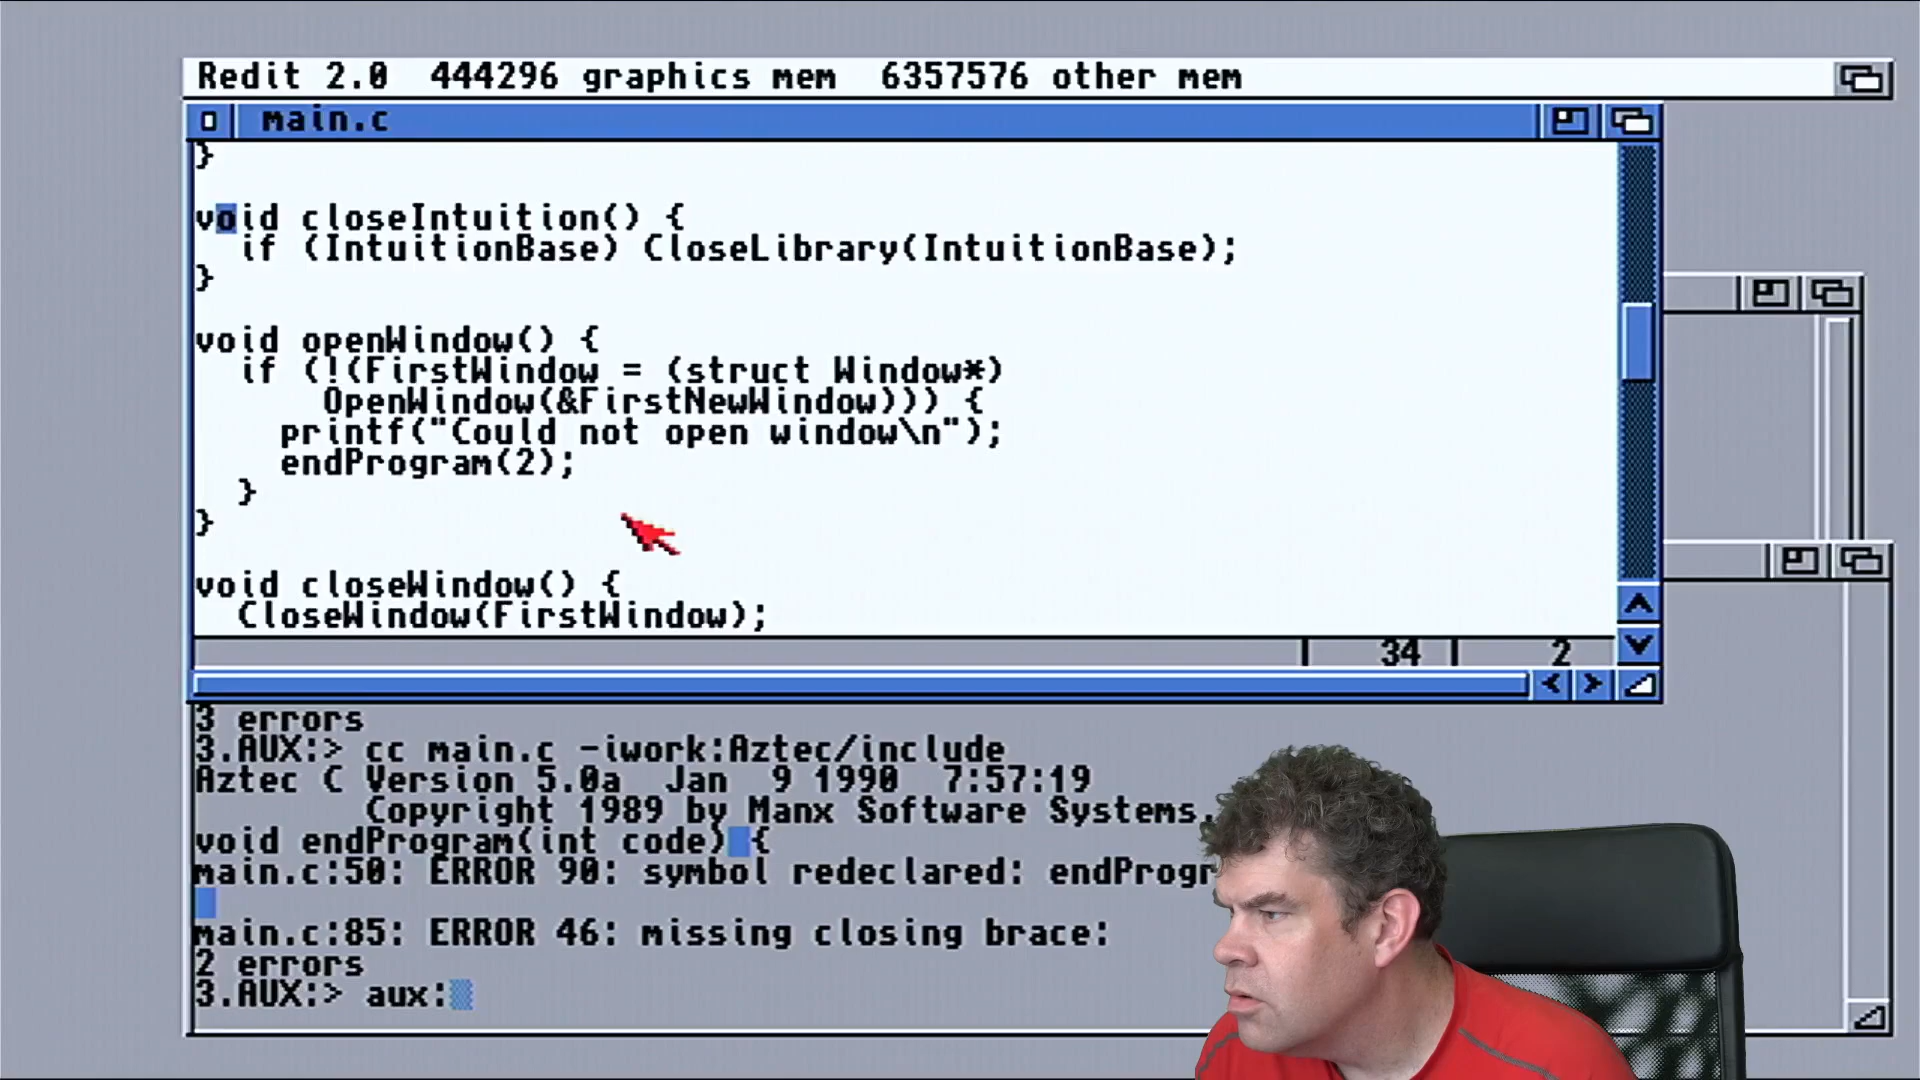 Redit 2.0 444296 graphics mem 6357576 other mem
main.c
}
void closeIntuition() {
if (IntuitionBase) CloseLibrary(IntuitionBase);
}
void openWindow() {
if (!(FirstWindow = (struct Window*)
OpenWindow(&FirstNewWindow))) {
printf("Could not open window\n");
endProgram(2);
}
}
void closeWindow() {
CloseWindow(FirstWindow);
34 2
3 errors
3.AUX:> cc main.c -iwork:Aztec/include
Aztec C Version 5.0a Jan 9 1990 7:57:19
Copyright 1989 by Manx Software Systems,
void endProgram(int code) {
main.c:50: ERROR 90: symbol redeclared: endProgr
main.c:85: ERROR 46: missing closing brace:
2 errors
3.AUX:> aux: